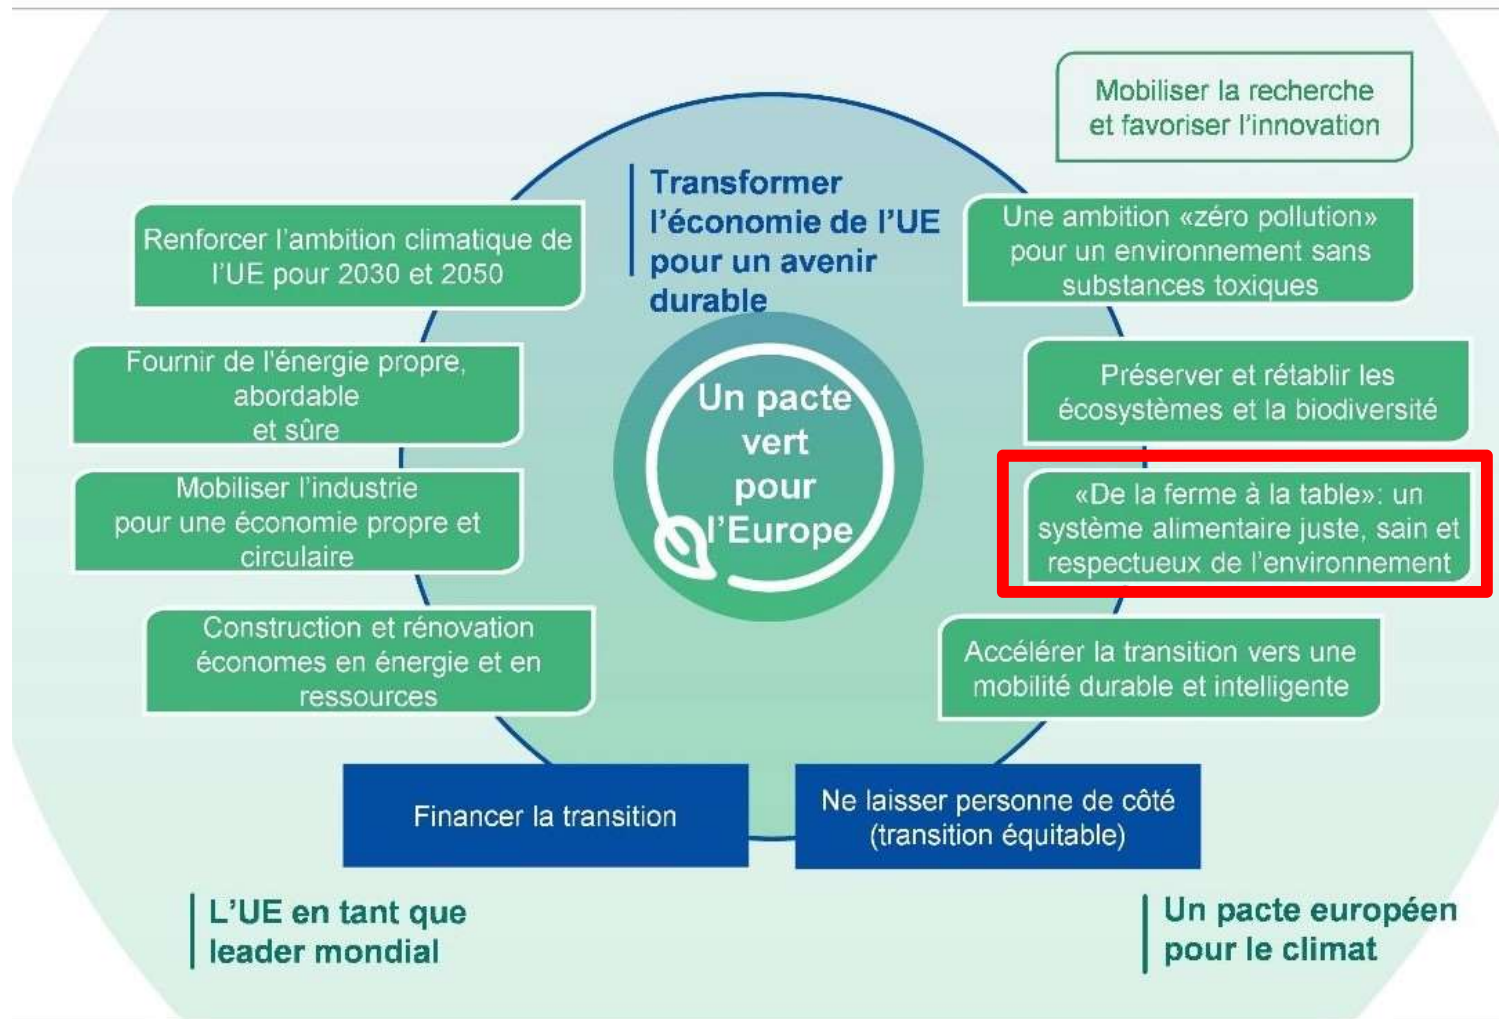 Mobiliser la recherche
et favoriser l'innovation
Transformer
l'économie de l'UE
pour un avenir
durable
Renforcer l'ambition climatique de
l'UE pour 2030 et 2050
Une ambition «zéro pollution»
pour un environnement sans
substances toxiques
Fournir de l'énergie propre,
abordable
et sûre
Préserver et rétablir les
écosystèmes et la biodiversité
Un pacte
vert
pour
l'Europe
Mobiliser l'industrie
pour une économie propre et
circulaire
«De la ferme à la table»: un
système alimentaire juste, sain et
respectueux de l'environnement
Construction et rénovation
économes en énergie et en
ressources
Accélérer la transition vers une
mobilité durable et intelligente
Financer la transition
Ne laisser personne de côté
(transition équitable)
L'UE en tant que
leader mondial
Un pacte européen
pour le climat